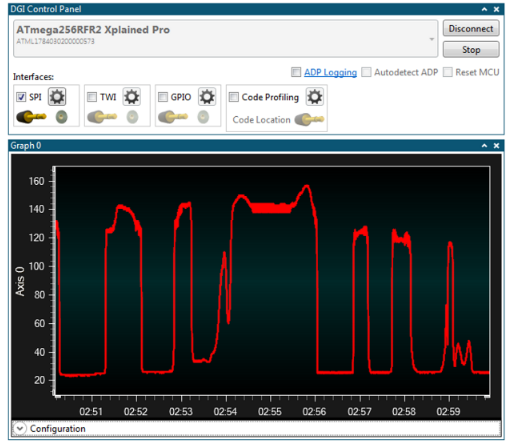 DGI Control Panel
ATmega256RFR2 Xplained Pro
ATML1784030200000573
Disconnect
Stop
Interfaces:
ADP Logging
Autodetect ADP
Reset MCU
SPI
TWI
GPIO
Code Profiling
Code Location
Graph 0
160
140
120
100
80
60
40
20
Axis 0
02:51
02:52
02:53
02:54
02:55
02:56
02:57
02:58
02:59
Configuration